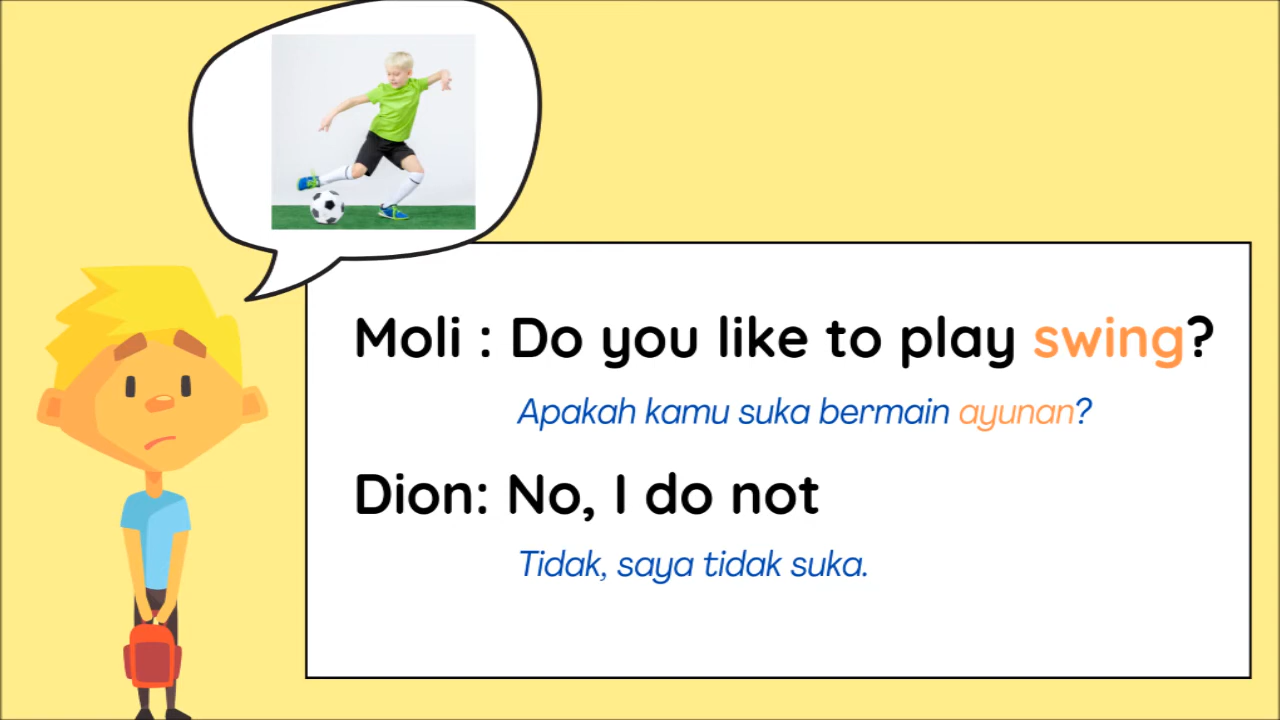 Moli : Do you like to play swing?
Apakah kamu suka bermain ayunan?
Dion: No, I do not
Tidak, saya tidak suka.